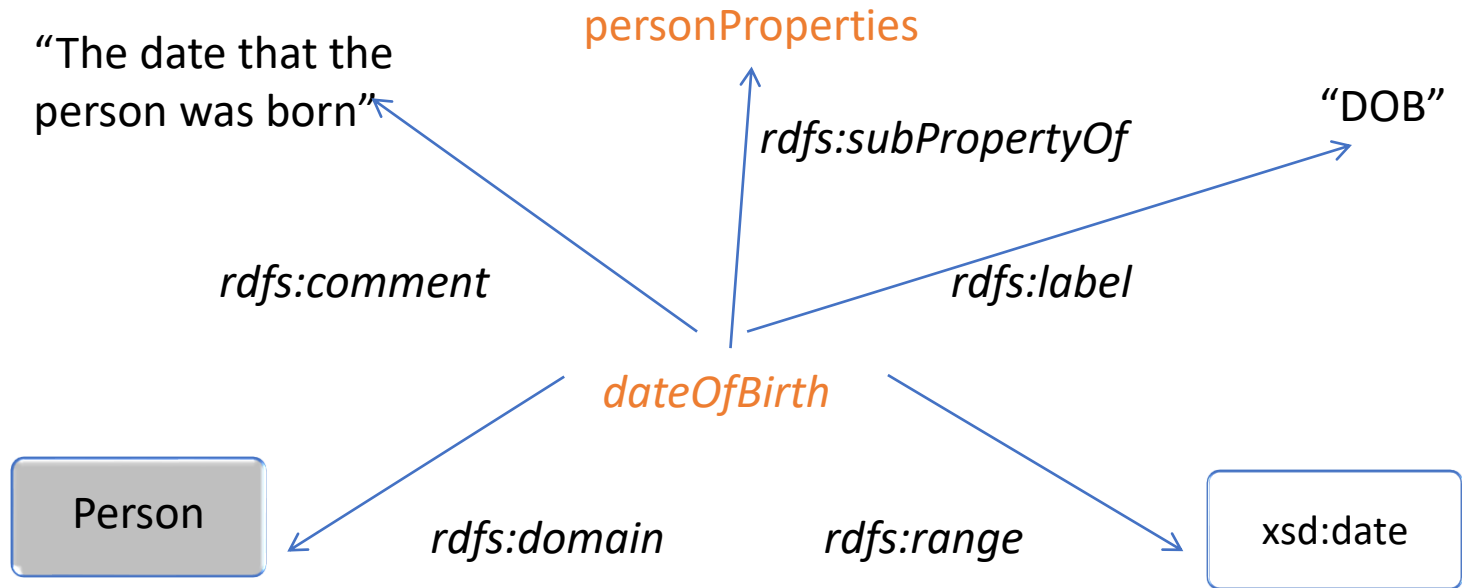 personProperties
“The date that the
person was born”
“DOB”
rdfs:subPropertyOf
rdfs:comment
rdfs:label
dateOfBirth
Person
rdfs:domain
rdfs:range
xsd:date